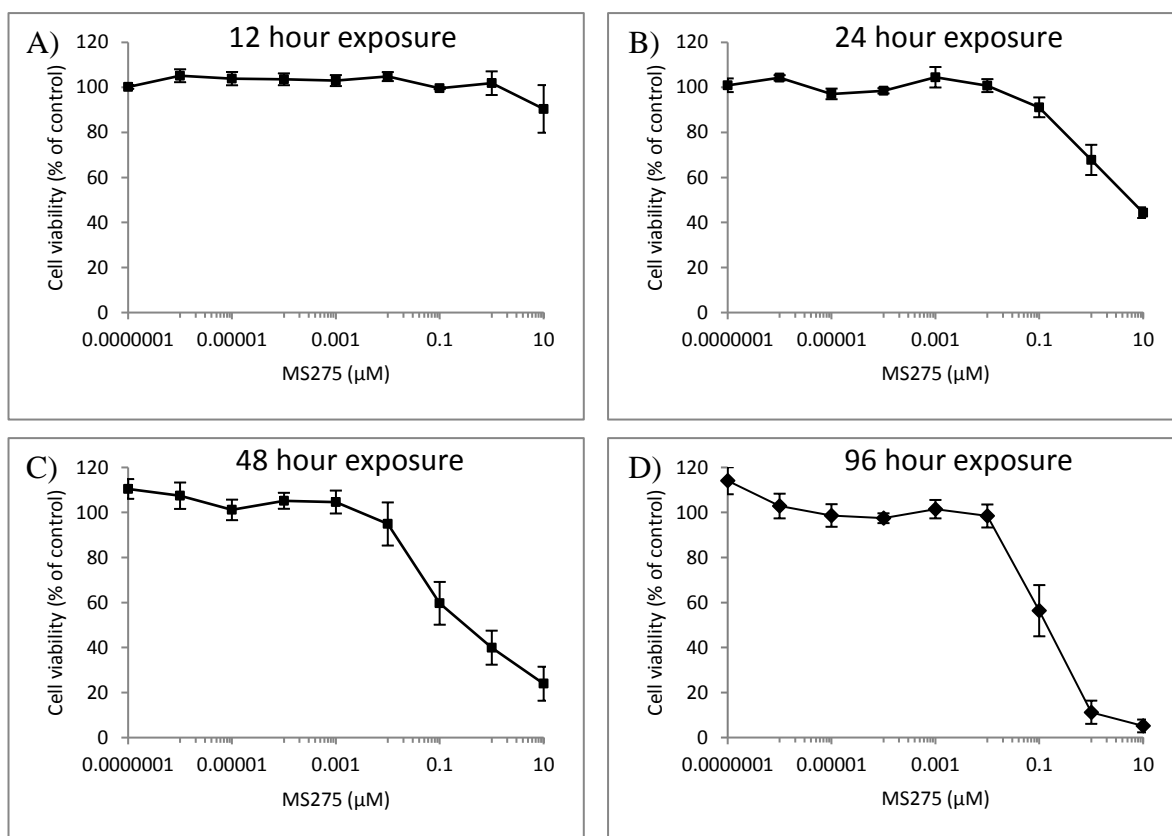 A)
12 hour exposure
120
100
80
60
40
20
0
Cell viability (% of control)
0.0000001 0.00001 0.001 0.1 10
MS275 (µM)
B)
24 hour exposure
120
100
80
60
40
20
0
Cell viability (% of control)
0.0000001 0.00001 0.001 0.1 10
MS275 (µM)
C)
48 hour exposure
120
100
80
60
40
20
0
Cell viability (% of control)
0.0000001 0.00001 0.001 0.1 10
MS275 (µM)
D)
96 hour exposure
120
100
80
60
40
20
0
Cell viability (% of control)
0.0000001 0.00001 0.001 0.1 10
MS275 (µM)